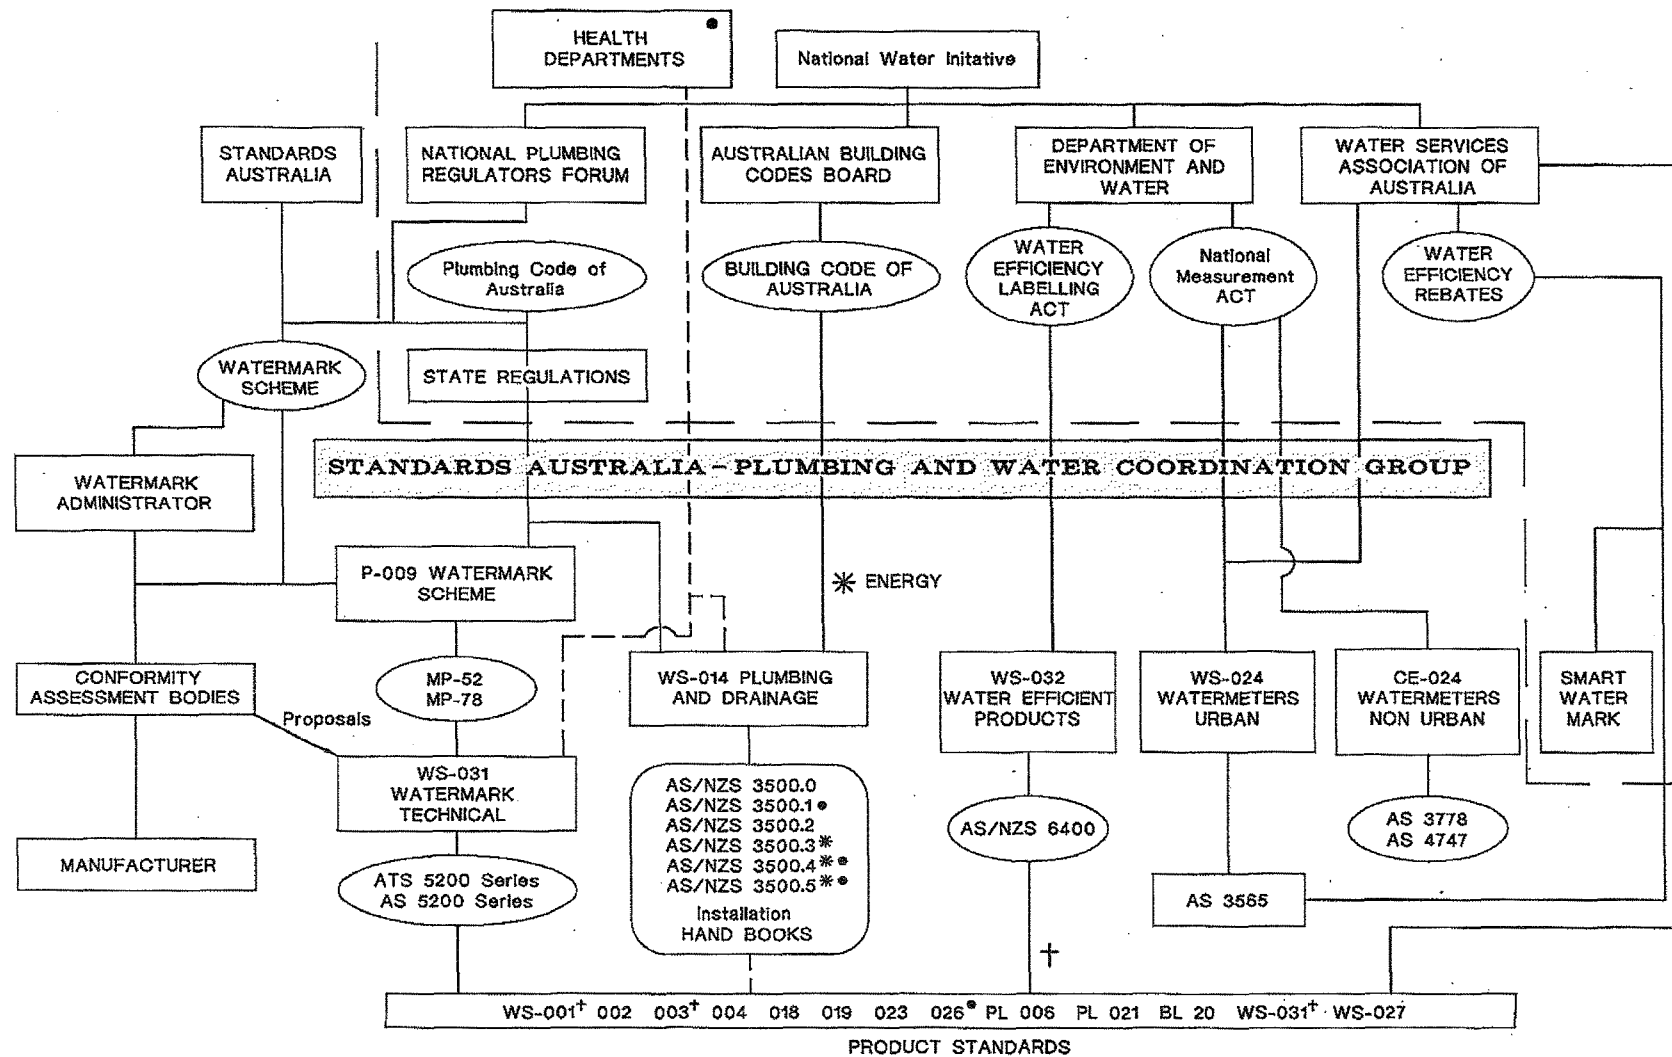 HEALTH
DEPARTMENTS
●
National Water Initative
STANDARDS
AUSTRALIA
NATIONAL PLUMBING
REGULATORS FORUM
AUSTRALIAN BUILDING
CODES BOARD
DEPARTMENT OF
ENVIRONMENT AND
WATER
WATER SERVICES
ASSOCIATION OF
AUSTRALIA
Plumbing Code of
Australia
BUILDING CODE OF
AUSTRALIA
WATER
EFFICIENCY
LABELLING
ACT
National
Measurement
ACT
WATER
EFFICIENCY
REBATES
WATERMARK
SCHEME
STATE REGULATIONS
STANDARDS AUSTRALIA – PLUMBING AND WATER COORDINATION GROUP
WATERMARK
ADMINISTRATOR
P-009 WATERMARK
SCHEME
✳ ENERGY
CONFORMITY
ASSESSMENT BODIES
Proposals
MP-52
MP-78
WS-014 PLUMBING
AND DRAINAGE
WS-032
WATER EFFICIENT
PRODUCTS
WS-024
WATERMETERS
URBAN
CE-024
WATERMETERS
NON URBAN
SMART
WATER
MARK
WS-031
WATERMARK
TECHNICAL
AS/NZS 3500.0
AS/NZS 3500.1●
AS/NZS 3500.2
AS/NZS 3500.3✳
AS/NZS 3500.4✳●
AS/NZS 3500.5✳●
Installation
HAND BOOKS
AS/NZS 6400
AS 3778
AS 4747
MANUFACTURER
ATS 5200 Series
AS 5200 Series
AS 3565
†
WS-001† 002 003† 004 018 019 023 026● PL 006 PL 021 BL 20 WS-031† WS-027
PRODUCT STANDARDS